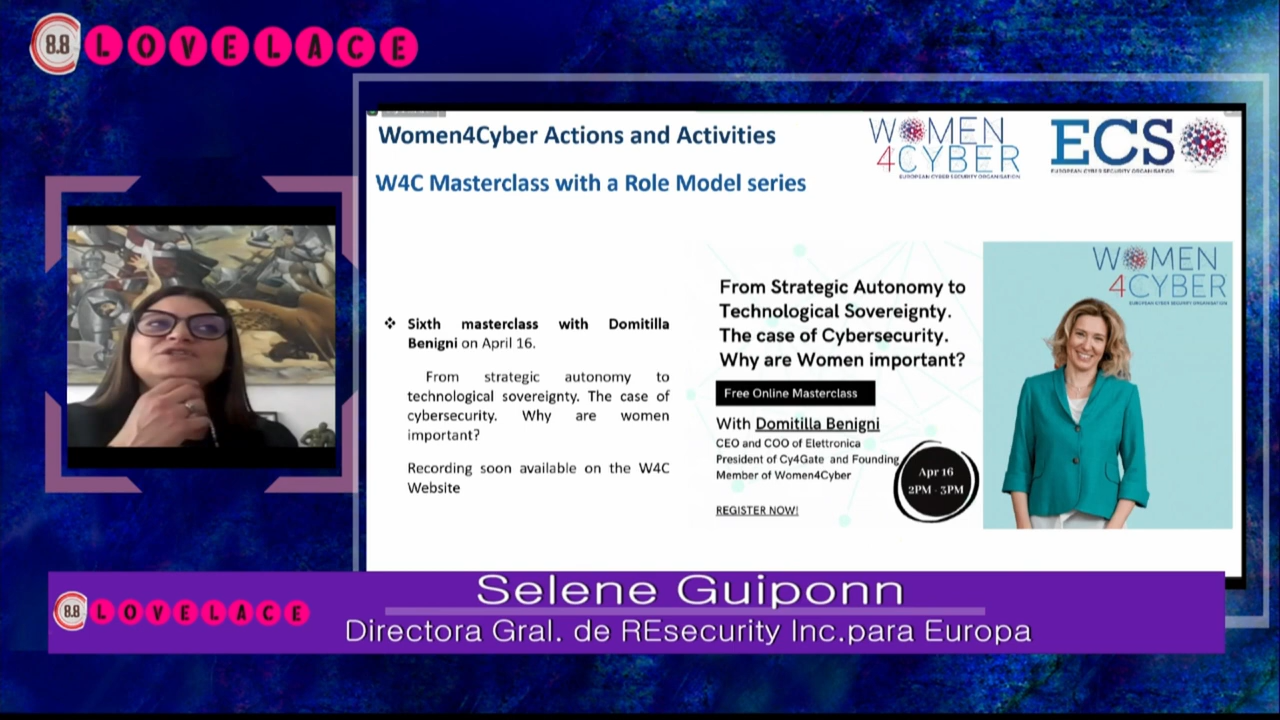 8.8 LOVELACE
Women4Cyber Actions and Activities
W4C Masterclass with a Role Model series
WOMEN
4CYBER
EUROPEAN CYBER SECURITY ORGANISATION
ECS
EUROPEAN CYBER SECURITY ORGANISATION
❖ Sixth masterclass with Domitilla
Benigni on April 16.
From strategic autonomy to
technological sovereignty. The case of
cybersecurity. Why are women
important?
Recording soon available on the W4C
Website
From Strategic Autonomy to
Technological Sovereignty.
The case of Cybersecurity.
Why are Women important?
Free Online Masterclass
With Domitilla Benigni
CEO and COO of Elettronica
President of Cy4Gate and Founding
Member of Women4Cyber
Apr 16
2PM - 3PM
REGISTER NOW!
WOMEN
4CYBER
EUROPEAN CYBER SECURITY ORGANISATION
8.8 LOVELACE
Selene Guiponn
Directora Gral. de REsecurity Inc.para Europa